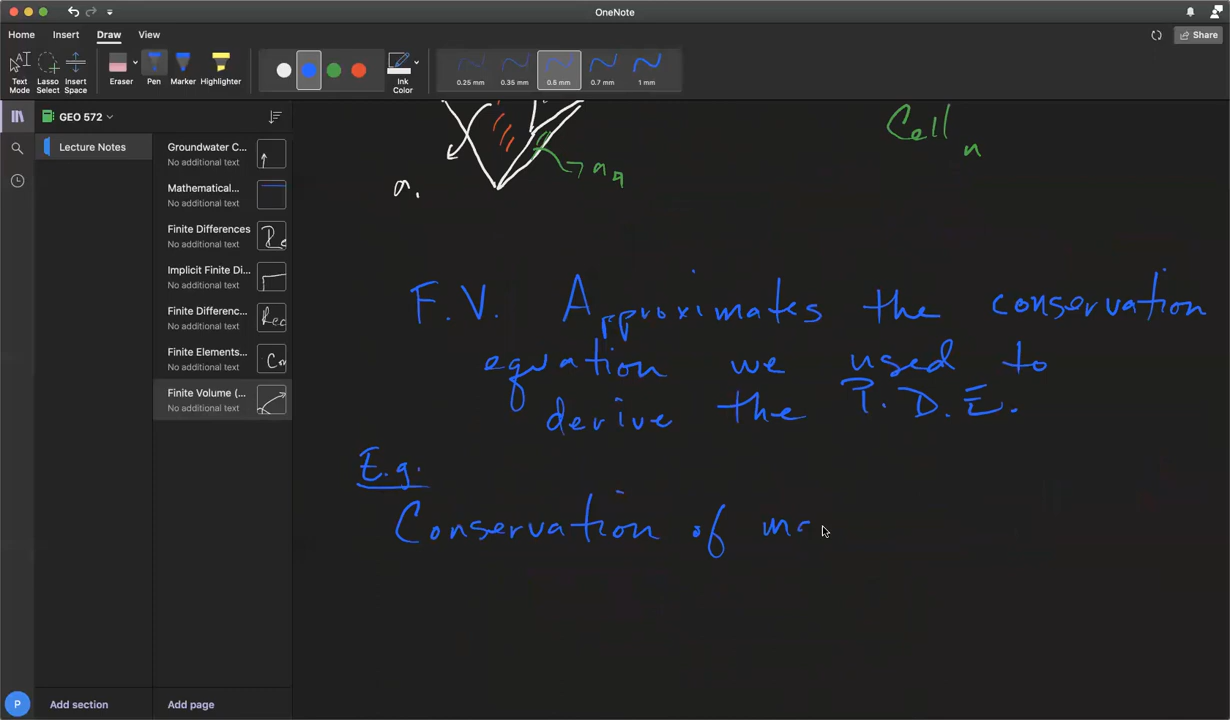 OneNote
Home Insert Draw View
Share
Text Mode
Lasso Select
Insert Space
Eraser
Pen
Marker
Highlighter
Ink Color
0.25 mm
0.35 mm
0.5 mm
0.7 mm
1 mm
GEO 572
Lecture Notes
Groundwater C...
No additional text
Mathematical...
No additional text
Finite Differences
No additional text
Implicit Finite Di...
No additional text
Finite Differenc...
No additional text
Finite Elements...
No additional text
Finite Volume (...
No additional text
Cell n
F.V. Approximates the conservation
equation we used to
derive the P.D.E.
E.g.
Conservation of
P
Add section
Add page